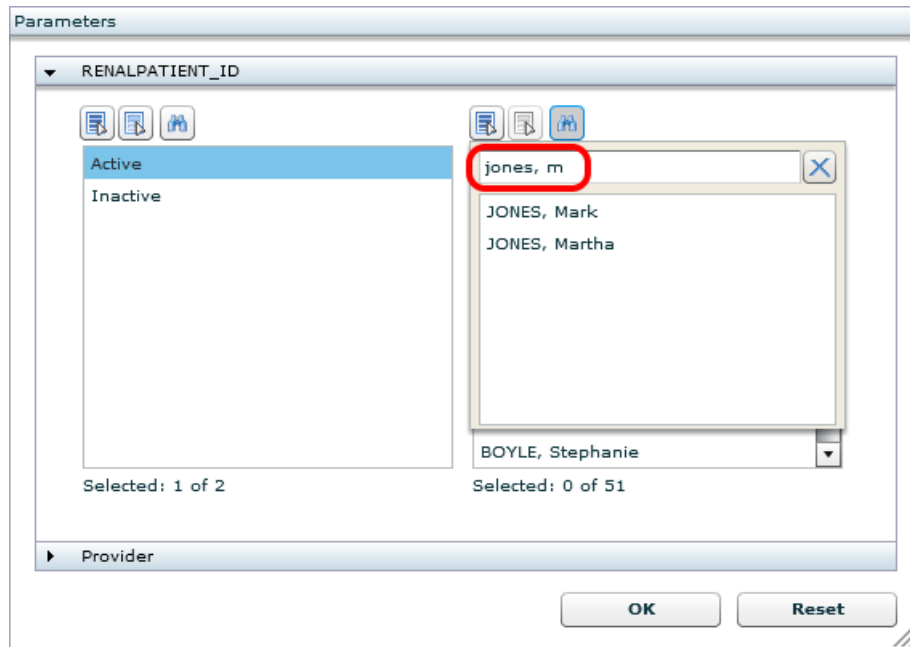 Parameters
RENALPATIENT_ID
Active
Inactive
Selected: 1 of 2
jones, m
JONES, Mark
JONES, Martha
BOYLE, Stephanie
Selected: 0 of 51
Provider
OK
Reset